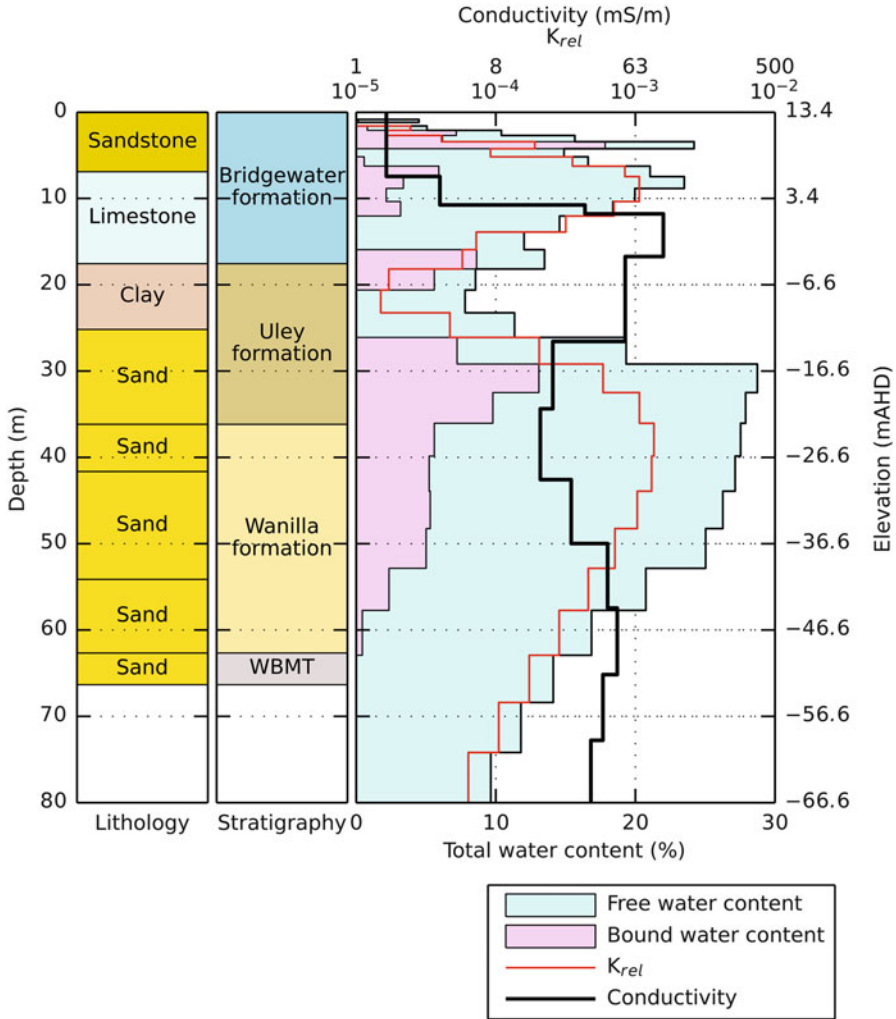 Conductivity (mS/m)
K_rel
1 8 63 500
10^-5 10^-4 10^-3 10^-2
0 13.4
Sandstone
Bridgewater
formation
10 3.4
Limestone
20 −6.6
Clay
Uley
formation
30 −16.6
Sand
40 −26.6
Sand
Sand
Wanilla
formation
50 −36.6
Sand
60 −46.6
Sand WBMT
70 −56.6
80 −66.6
Depth (m)
Elevation (mAHD)
Lithology Stratigraphy 0 10 20 30
Total water content (%)
Free water content
Bound water content
K_rel
Conductivity